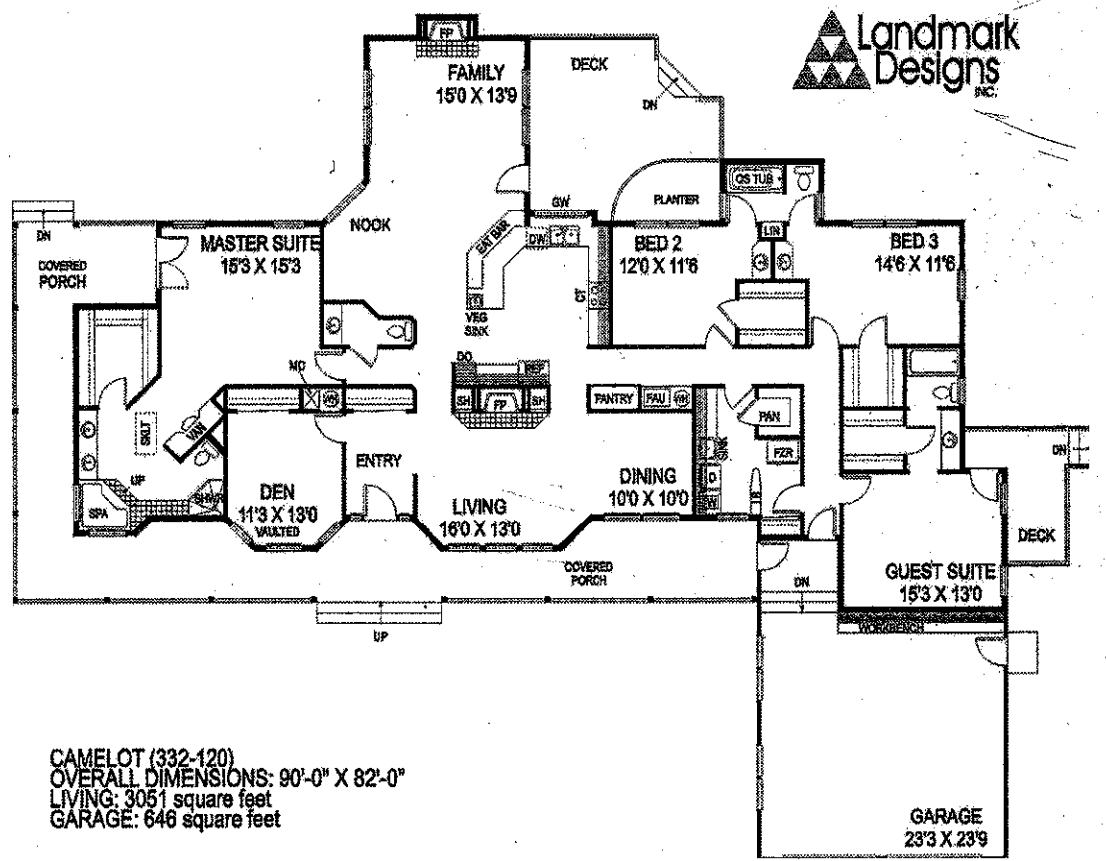 Landmark
Designs
INC.
FP
FAMILY
15'0 X 13'9
DECK
DN
OS TUB
PLANTER
GW
NOOK
DN
MASTER SUITE
15'3 X 15'3
EAT BAR
DW
BED 2
12'0 X 11'6
LIN
BED 3
14'6 X 11'6
COVERED
PORCH
VEG
SINK
CT
MC
DO
REF
WH
SH
FP
SH
PANTRY
FAU
WH
PAN
SKLT
VAN
ENTRY
SINK
FZR
DN
UP
DEN
11'3 X 13'0
VAULTED
LIVING
16'0 X 13'0
DINING
10'0 X 10'0
D
SHWR
SPA
DECK
COVERED
PORCH
DN
GUEST SUITE
15'3 X 13'0
WORKBENCH
UP
CAMELOT (332-120)
OVERALL DIMENSIONS: 90'-0" X 82'-0"
LIVING: 3051 square feet
GARAGE: 646 square feet
GARAGE
23'3 X 23'9